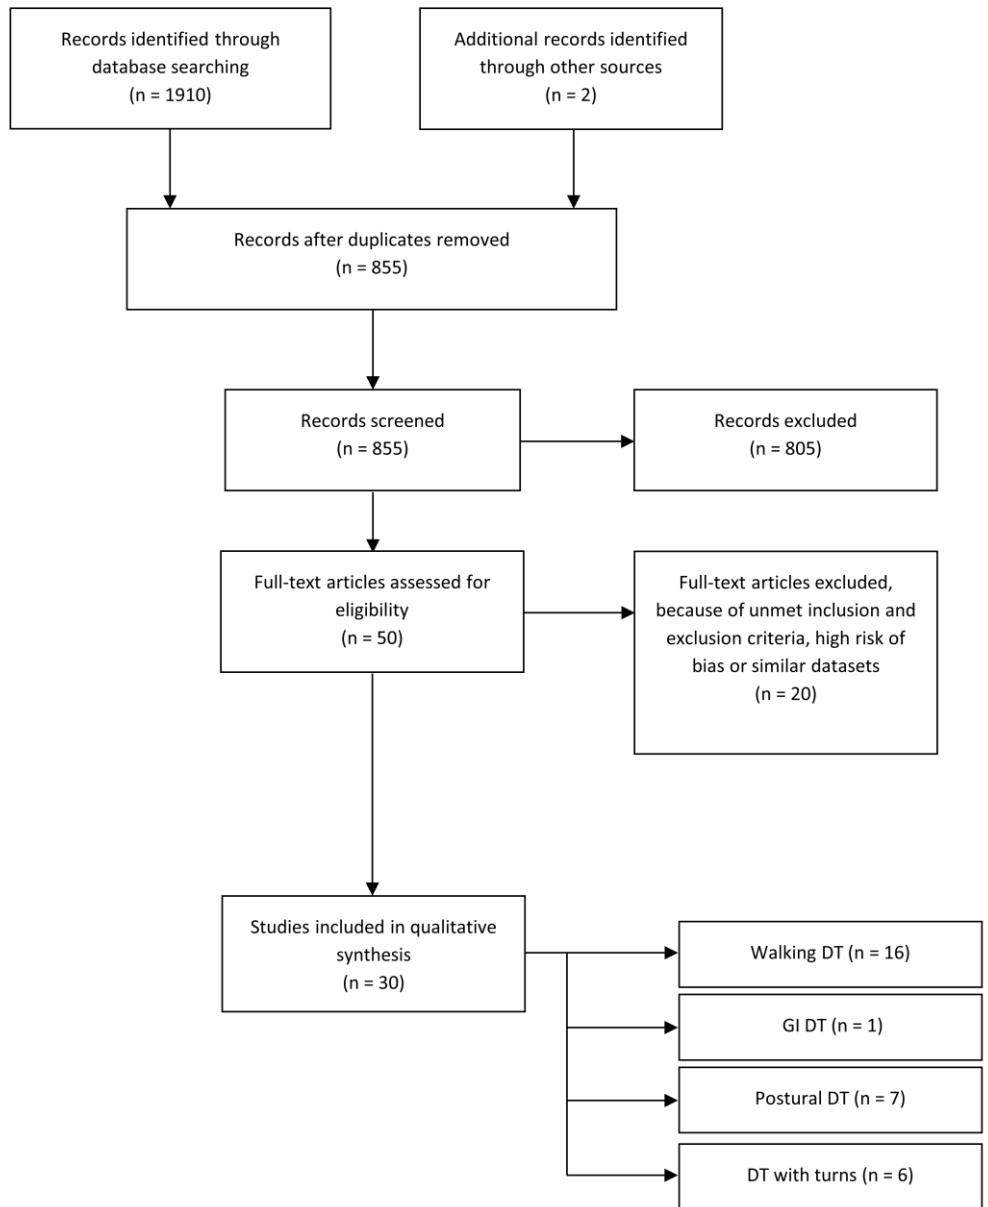 Records identified through
database searching
(n = 1910)
Additional records identified
through other sources
(n = 2)
Records after duplicates removed
(n = 855)
Records screened
(n = 855)
Records excluded
(n = 805)
Full-text articles assessed for
eligibility
(n = 50)
Full-text articles excluded,
because of unmet inclusion and
exclusion criteria, high risk of
bias or similar datasets
(n = 20)
Studies included in qualitative
synthesis
(n = 30)
Walking DT (n = 16)
GI DT (n = 1)
Postural DT (n = 7)
DT with turns (n = 6)